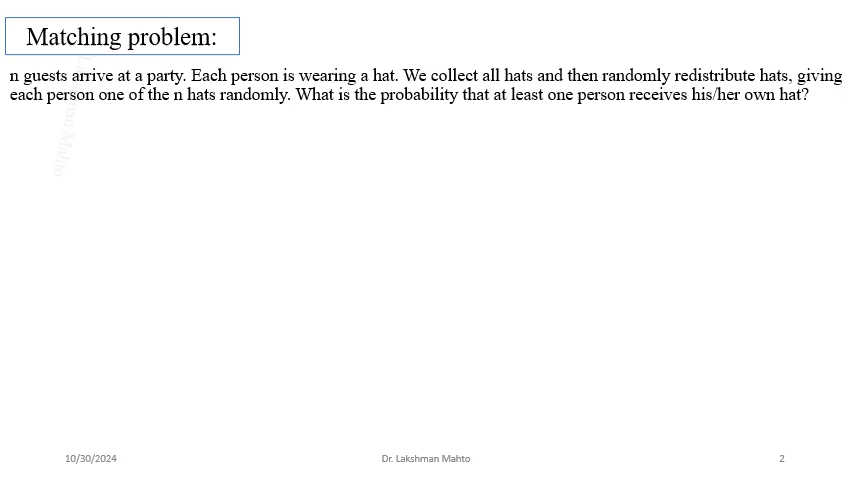 Matching problem:
n guests arrive at a party. Each person is wearing a hat. We collect all hats and then randomly redistribute hats, giving
each person one of the n hats randomly. What is the probability that at least one person receives his/her own hat?
10/30/2024
Dr. Lakshman Mahto
2